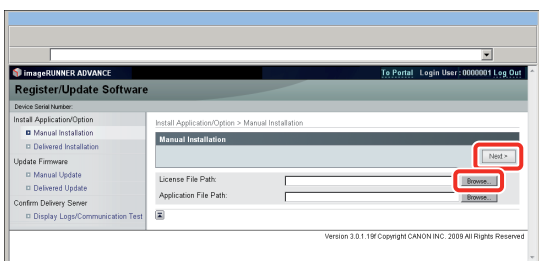 imageRUNNER ADVANCE
To Portal Login User : 0000001 Log Out
Register/Update Software
Device Serial Number:
Install Application/Option
Manual Installation
Delivered Installation
Update Firmware
Manual Update
Delivered Update
Confirm Delivery Server
Display Logs/Communication Test
Install Application/Option > Manual Installation
Manual Installation
Next >
License File Path:
Browse...
Application File Path:
Browse...
Version 3.0.1.19f Copyright CANON INC. 2009 All Rights Reserved